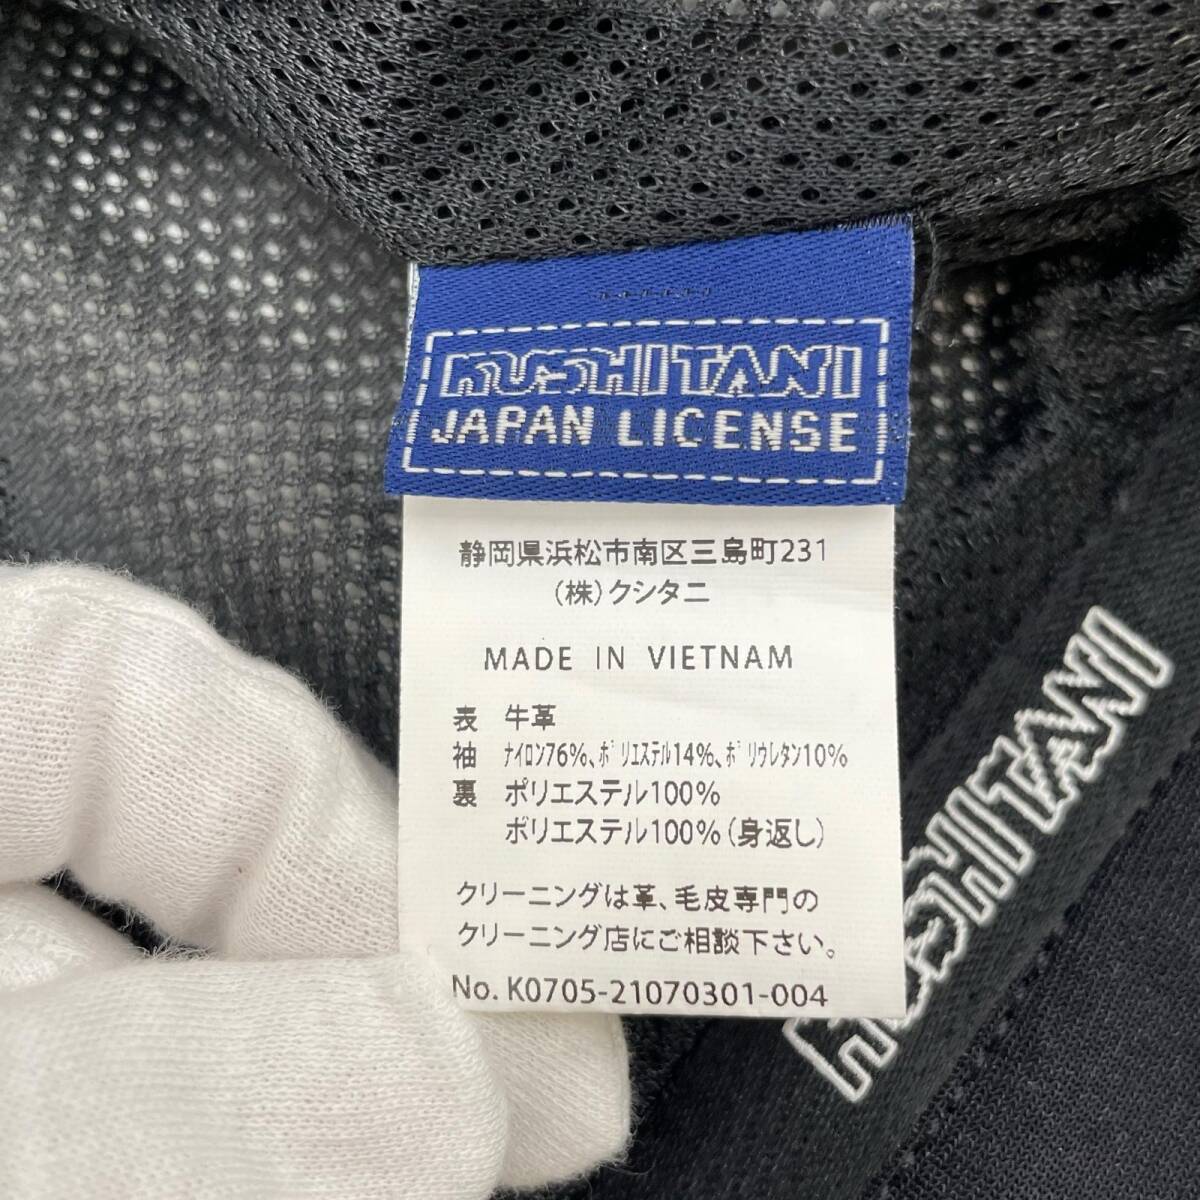 KUSHITANI
JAPAN LICENSE
静岡県浜松市南区三島町231
(株)クシタニ
MADE IN VIETNAM
表 牛革
袖 ﾅｲﾛﾝ76%、ﾎﾟﾘｴｽﾃﾙ14%、ﾎﾟﾘｳﾚﾀﾝ10%
裏 ポリエステル100%
ポリエステル100%(身返し)
クリーニングは革、毛皮専門の
クリーニング店にご相談下さい。
No. K0705-21070301-004
KUSHITANI